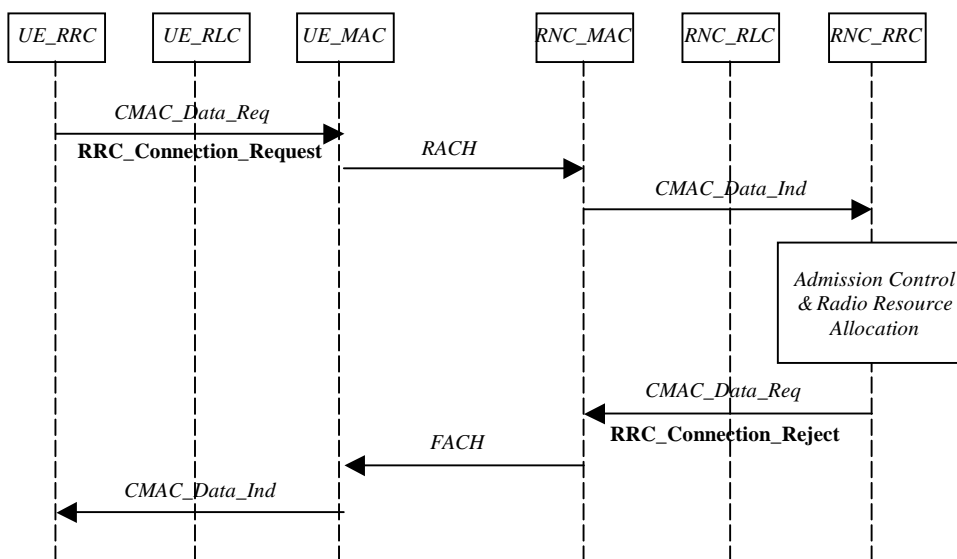 UE_RRC
UE_RLC
UE_MAC
RNC_MAC
RNC_RLC
RNC_RRC
CMAC_Data_Req
RRC_Connection_Request
RACH
CMAC_Data_Ind
Admission Control
& Radio Resource
Allocation
CMAC_Data_Req
RRC_Connection_Reject
FACH
CMAC_Data_Ind